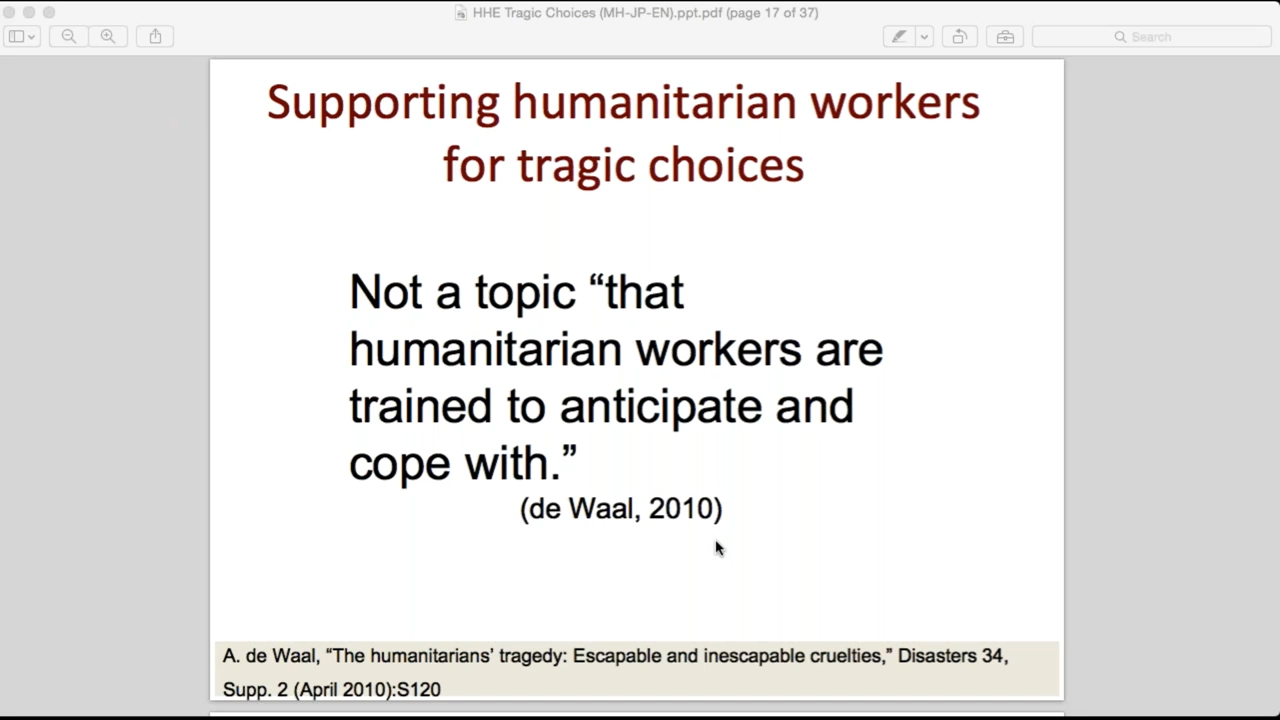 HHE Tragic Choices (MH-JP-EN).ppt.pdf (page 17 of 37)
Search
Supporting humanitarian workers
for tragic choices
Not a topic “that
humanitarian workers are
trained to anticipate and
cope with.”
(de Waal, 2010)
A. de Waal, “The humanitarians’ tragedy: Escapable and inescapable cruelties,” Disasters 34,
Supp. 2 (April 2010):S120